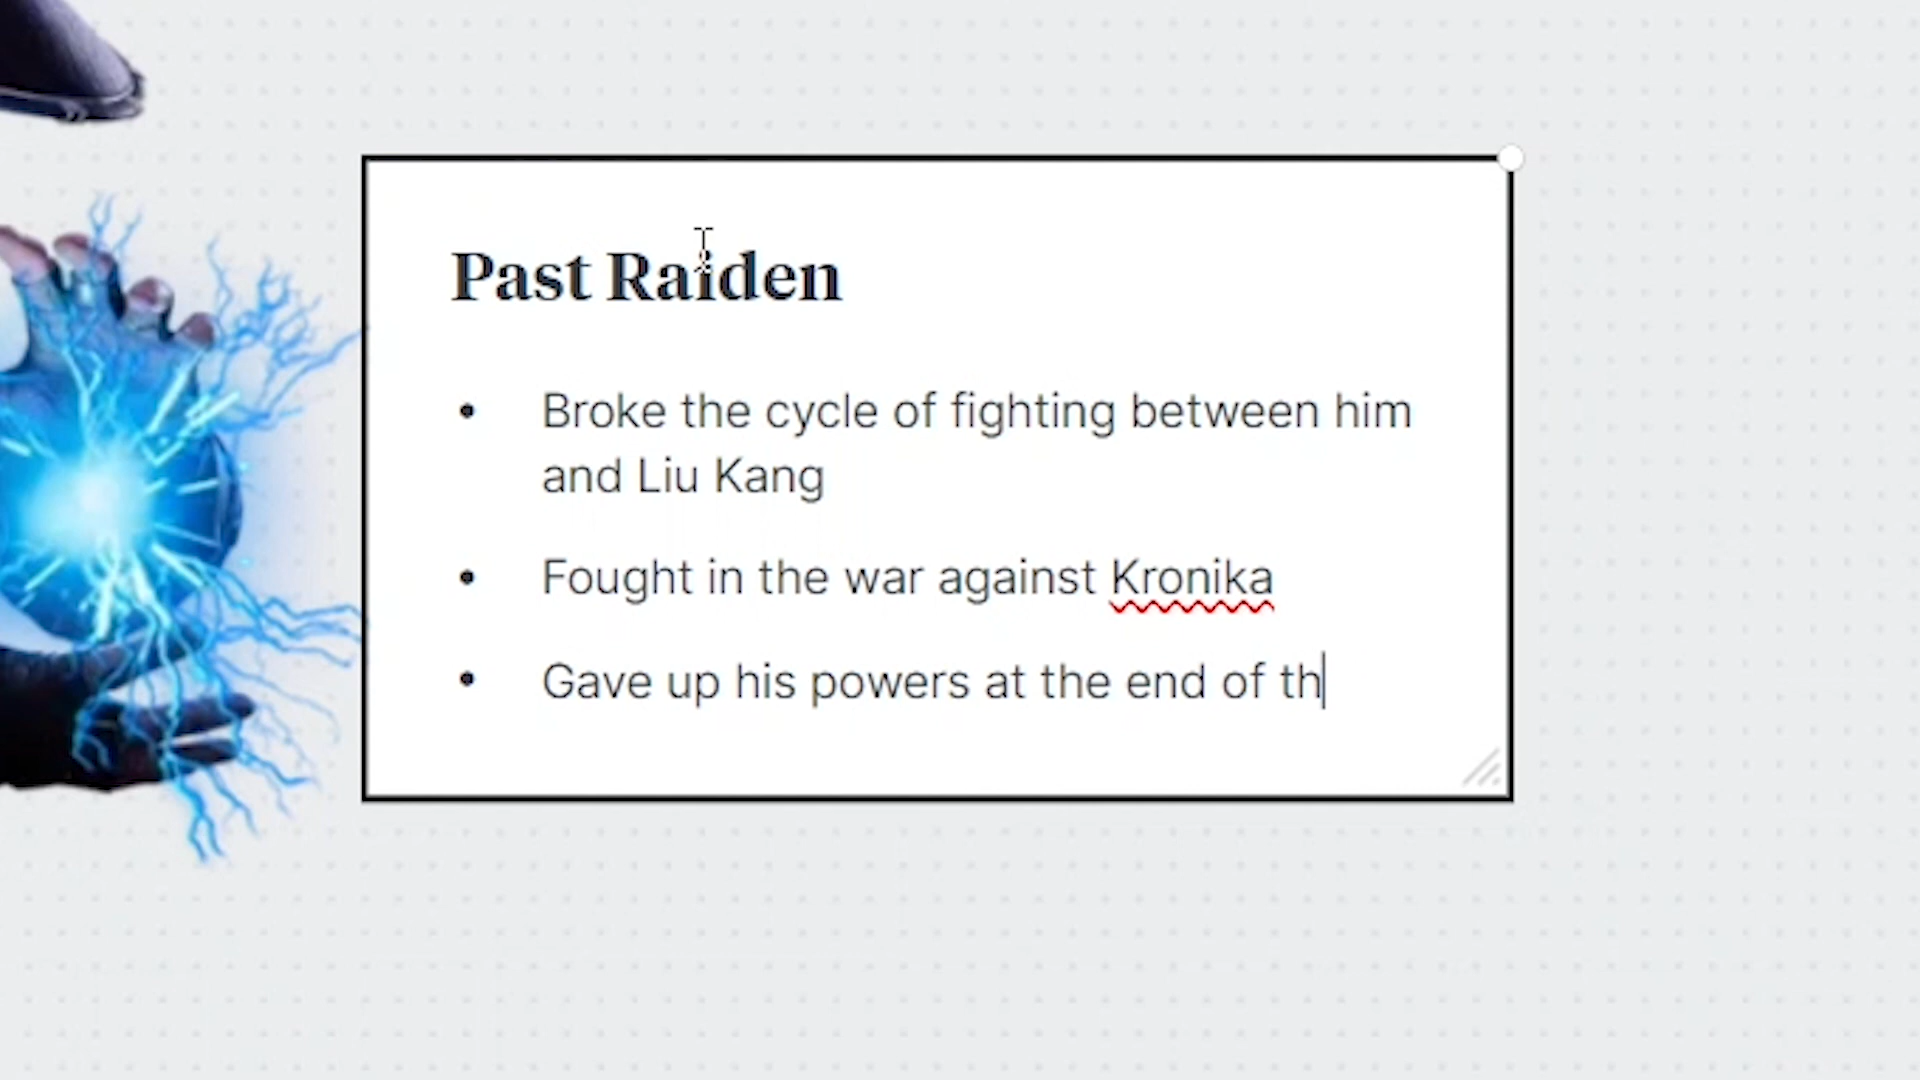 Past Raiden
• Broke the cycle of fighting between him
and Liu Kang
• Fought in the war against Kronika
• Gave up his powers at the end of th